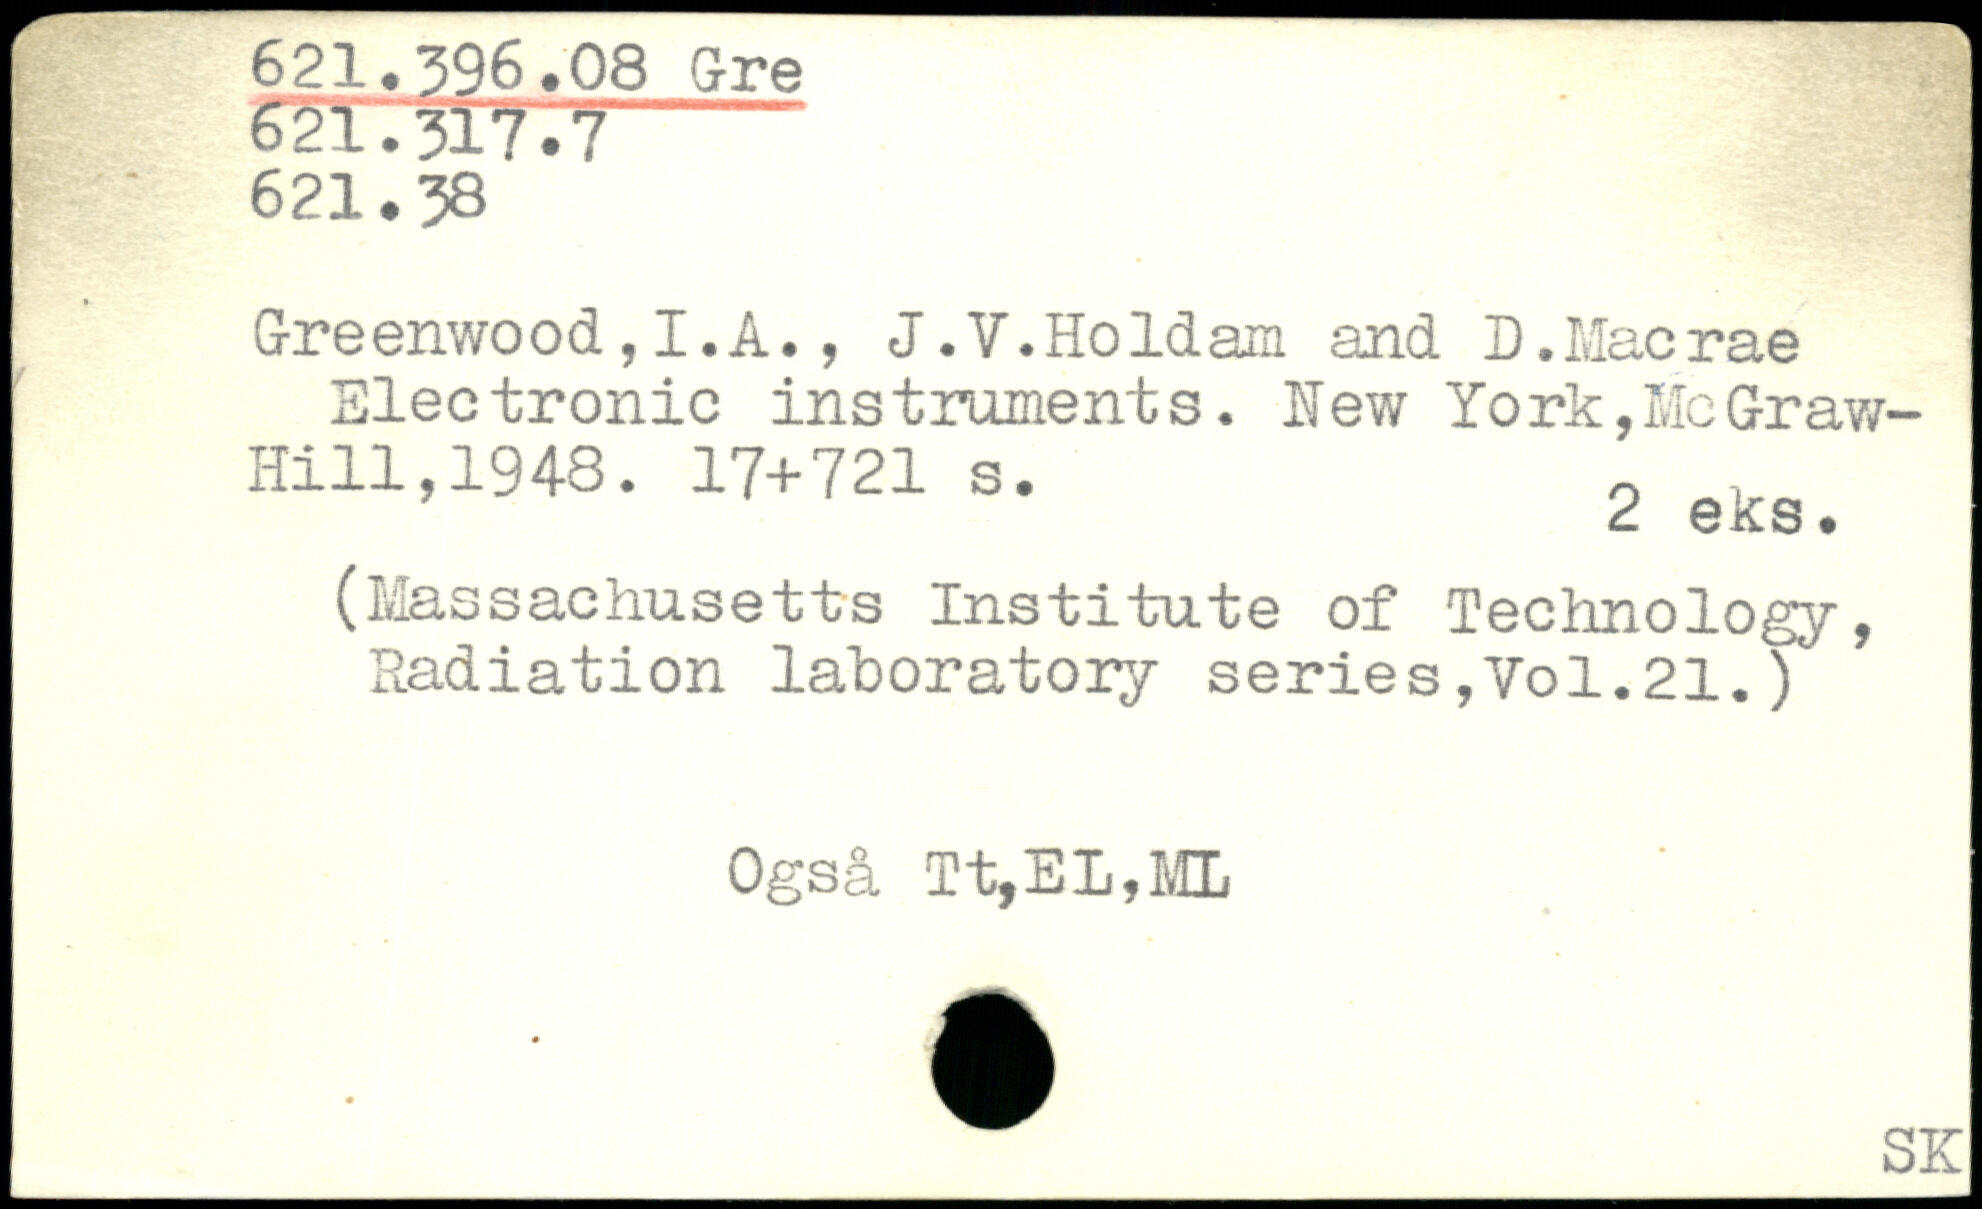 621.396.08 Gre
621.317.7
621.38
Greenwood,I.A., J.V.Holdam and D.Macrae
Electronic instruments. New York,McGraw-
Hill,1948. 17+721 s.
2 eks.
(Massachusetts Institute of Technology,
Radiation laboratory series,Vol.21.)
Også Tt,EL,ML
SK